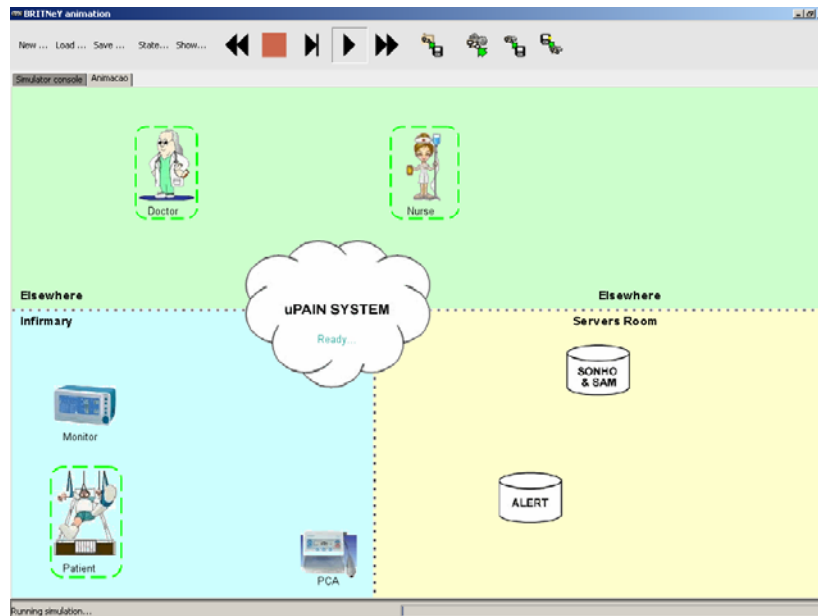 BRITNeY animation
New ... Load ... Save ... State... Show...
Simulator console Animacao
Doctor
Nurse
Elsewhere
Elsewhere
uPAIN SYSTEM
Ready...
Infirmary
Servers Room
SONHO
& SAM
Monitor
ALERT
Patient
PCA
Running simulation...